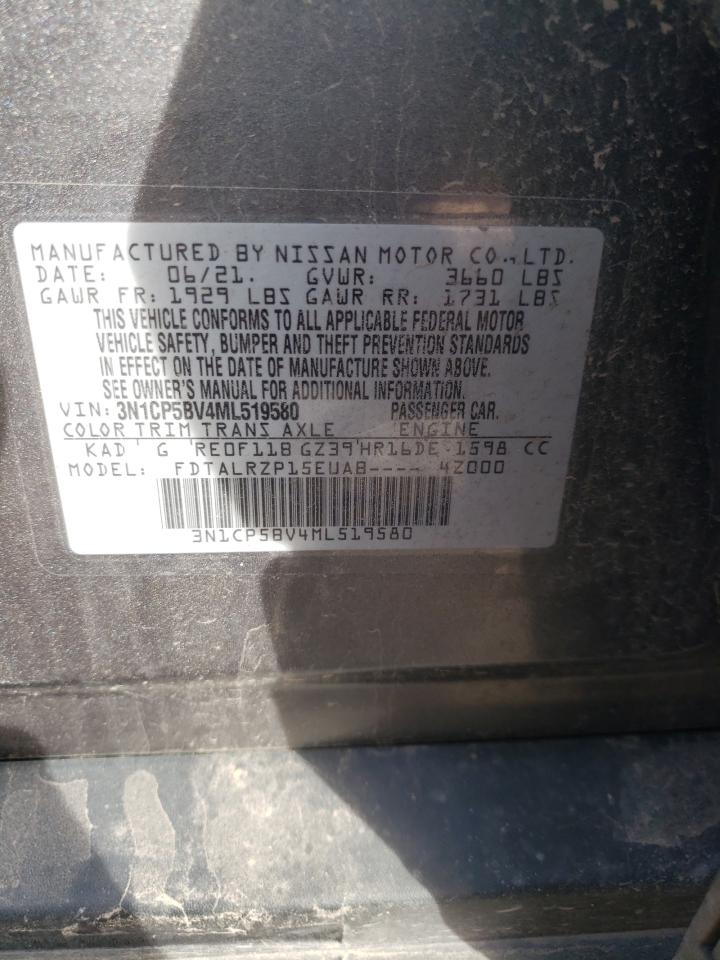 MANUFACTURED BY NISSAN MOTOR CO., LTD.
DATE: 06/21. GVWR: 3660 LBS
GAWR FR: 1929 LBS GAWR RR: 1731 LBS
THIS VEHICLE CONFORMS TO ALL APPLICABLE FEDERAL MOTOR
VEHICLE SAFETY, BUMPER AND THEFT PREVENTION STANDARDS
IN EFFECT ON THE DATE OF MANUFACTURE SHOWN ABOVE.
SEE OWNER'S MANUAL FOR ADDITIONAL INFORMATION.
VIN: 3N1CP5BV4ML519580 PASSENGER CAR.
COLOR TRIM TRANS AXLE ENGINE
KAD G RE0F11B GZ39 HR16DE 1598 CC
MODEL: FDTALRZP15EUAB---- 4Z000
3N1CP5BV4ML519580